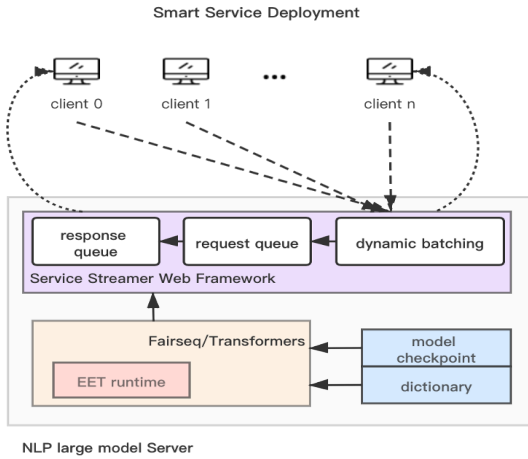 Smart Service Deployment
client 0
client 1
client n
response
queue
request queue
dynamic batching
Service Streamer Web Framework
Fairseq/Transformers
EET runtime
model
checkpoint
dictionary
NLP large model Server